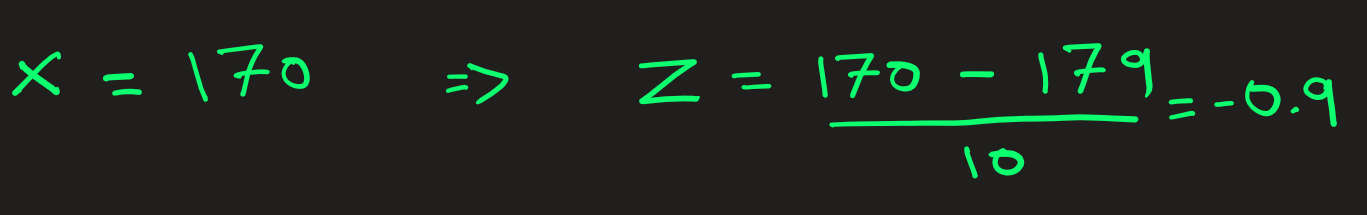 x = 170 ⇒ Z = (170 - 179)/10 = -0.9